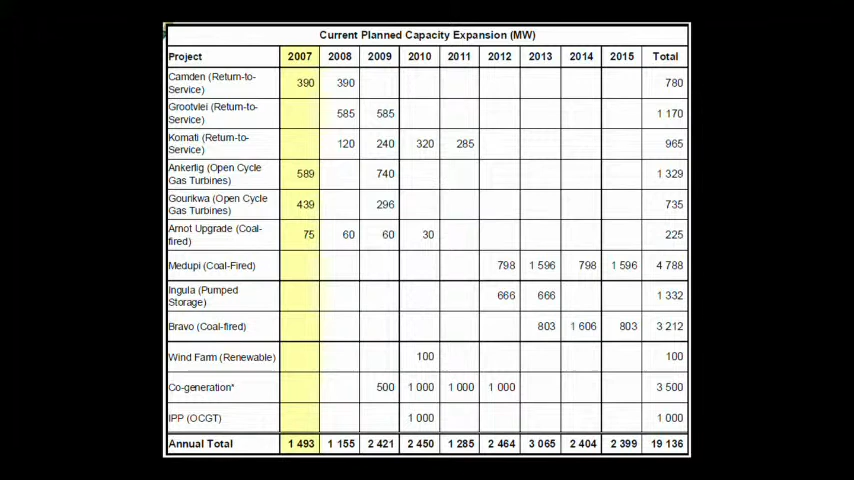 Current Planned Capacity Expansion (MW)
Project 2007 2008 2009 2010 2011 2012 2013 2014 2015 Total
Camden (Return-to-
Service) 390 390 780
Grootvlei (Return-to-
Service) 585 585 1 170
Komati (Return-to-
Service) 120 240 320 285 965
Ankerlig (Open Cycle
Gas Turbines) 589 740 1 329
Gourikwa (Open Cycle
Gas Turbines) 439 296 735
Arnot Upgrade (Coal-
fired) 75 60 60 30 225
Medupi (Coal-Fired) 798 1 596 798 1 596 4 788
Ingula (Pumped
Storage) 666 666 1 332
Bravo (Coal-fired) 803 1 606 803 3 212
Wind Farm (Renewable) 100 100
Co-generation* 500 1 000 1 000 1 000 3 500
IPP (OCGT) 1 000 1 000
Annual Total 1 493 1 155 2 421 2 450 1 285 2 464 3 065 2 404 2 399 19 136